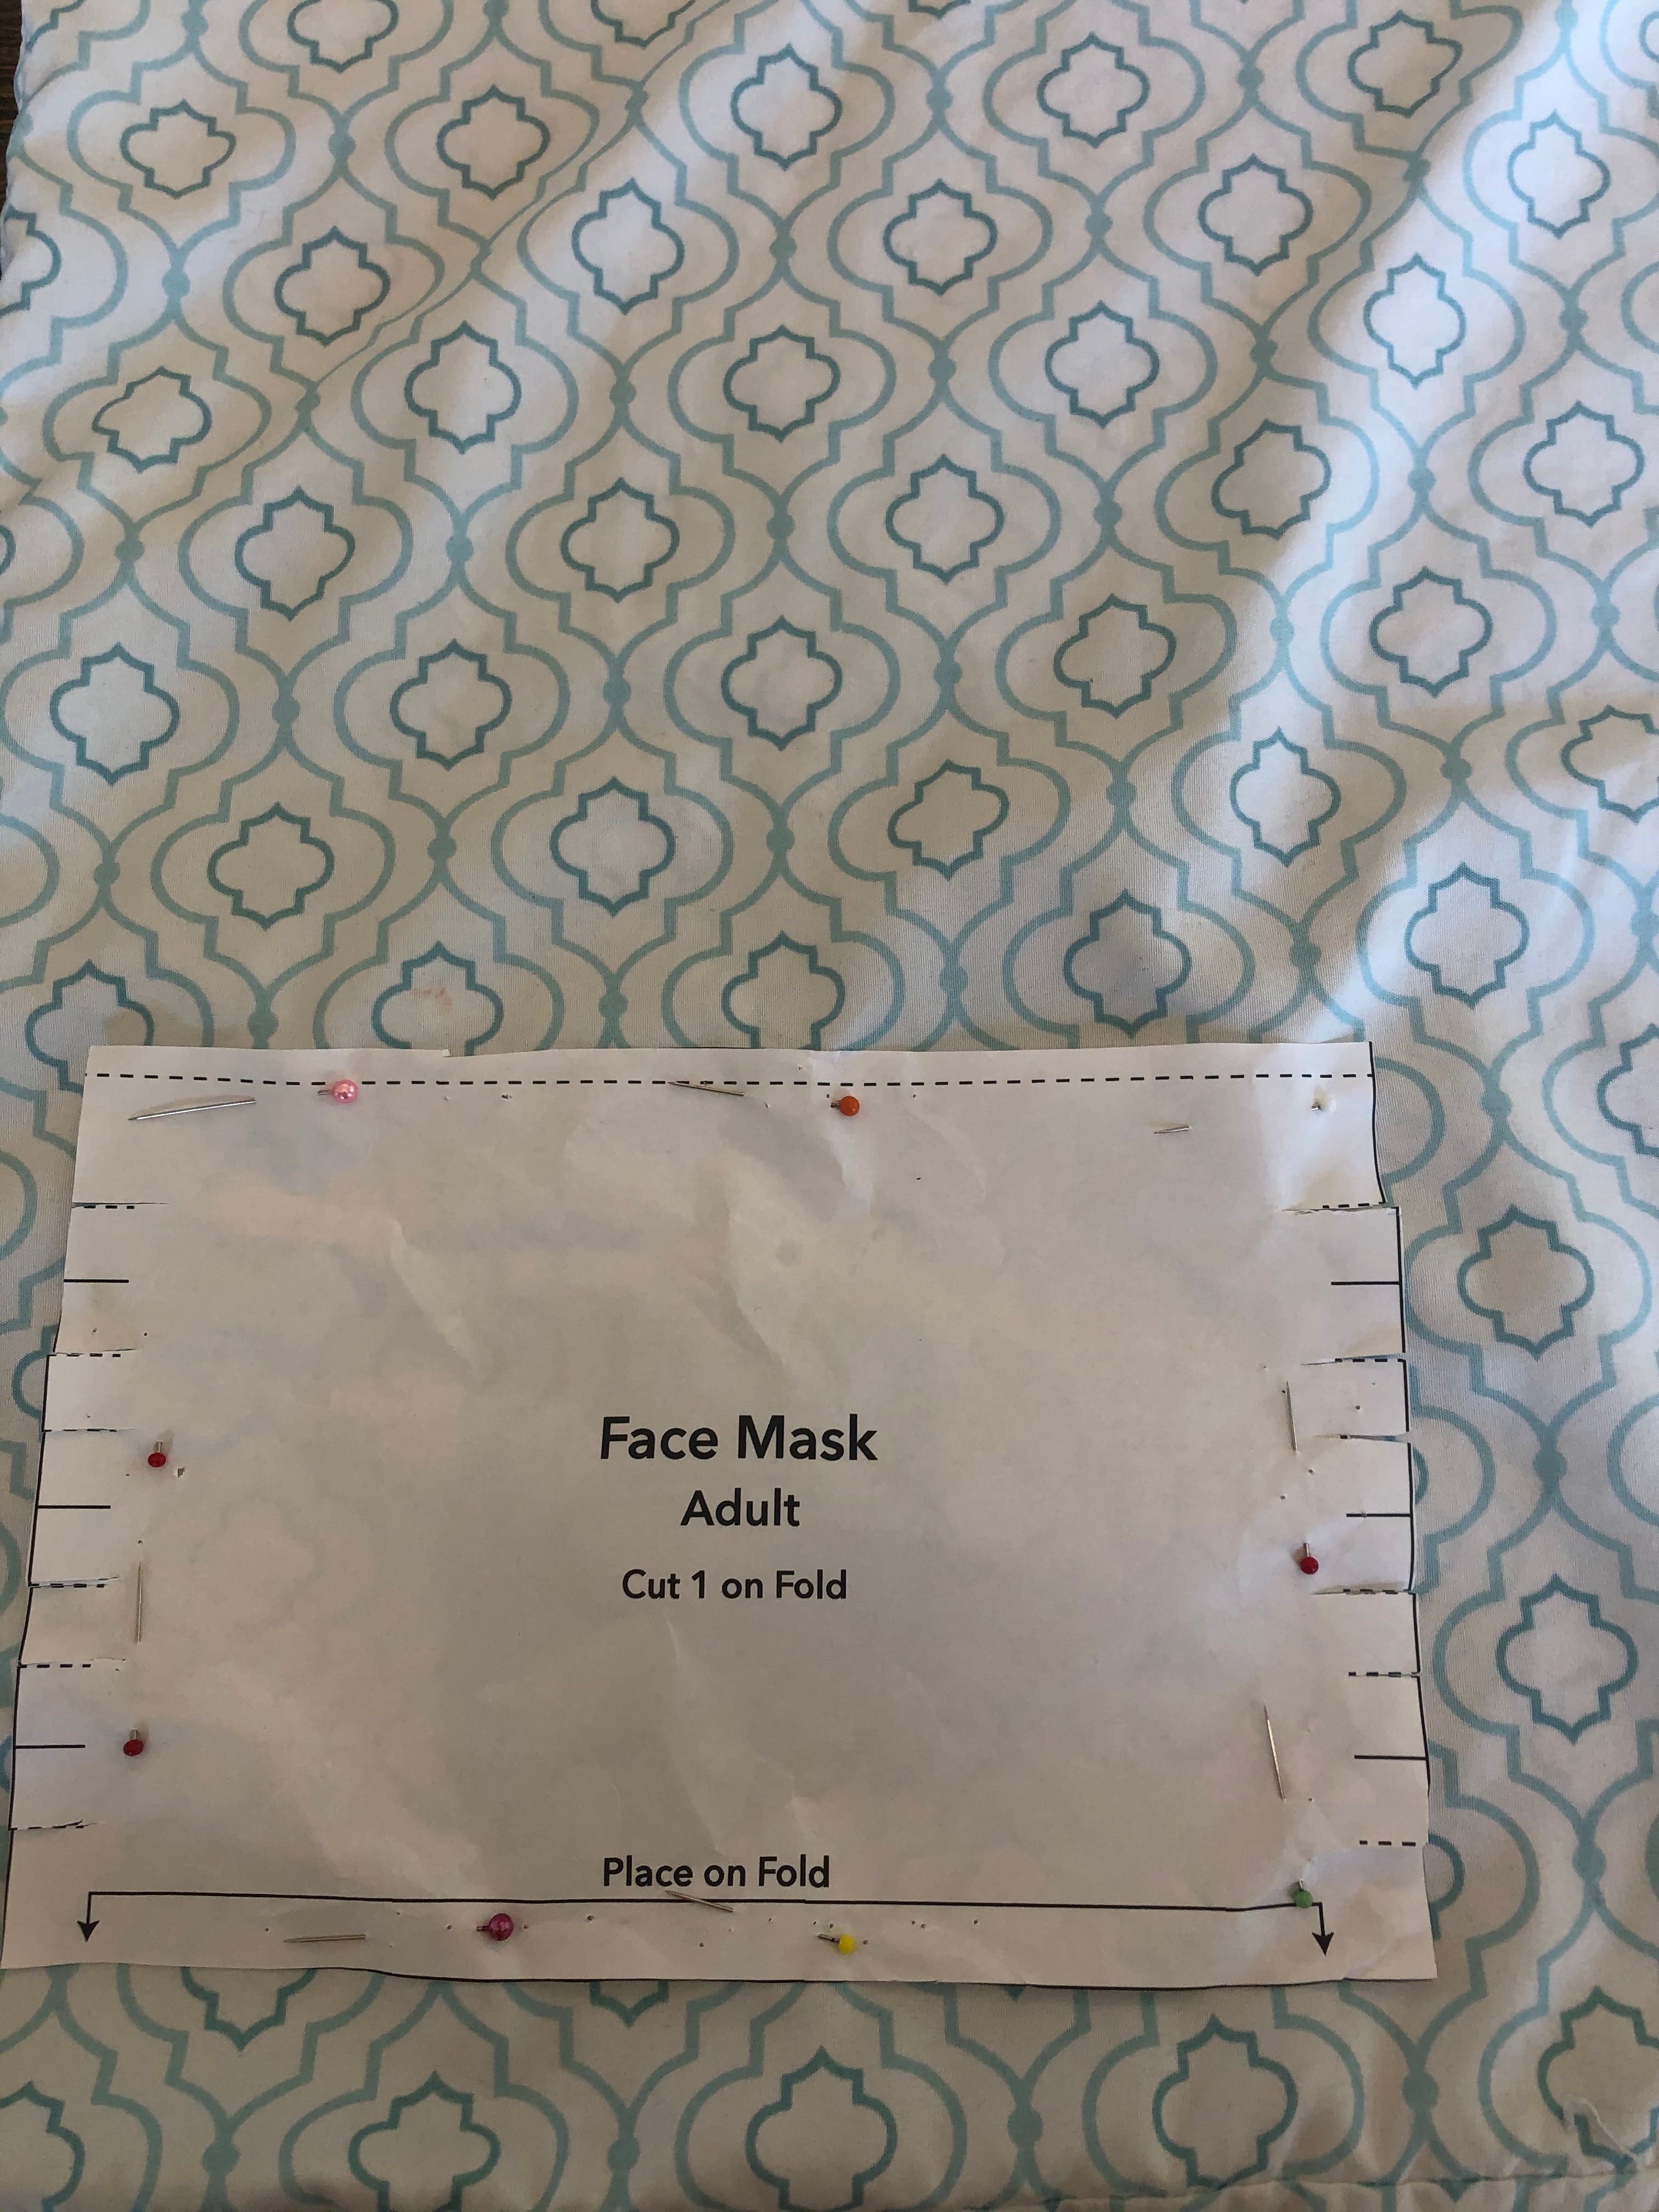 Face Mask
Adult
Cut 1 on Fold
Place on Fold